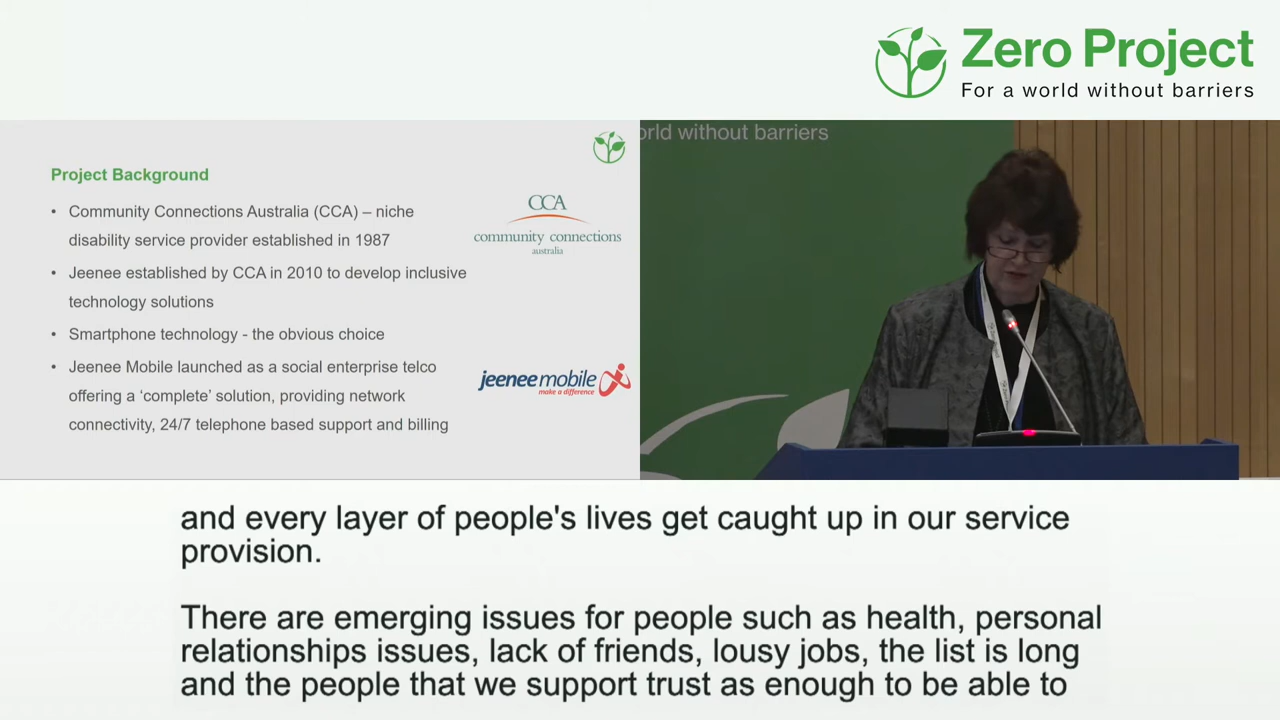 Zero Project
For a world without barriers
orld without barriers
Project Background
• Community Connections Australia (CCA) – niche
disability service provider established in 1987
• Jeenee established by CCA in 2010 to develop inclusive
technology solutions
• Smartphone technology - the obvious choice
• Jeenee Mobile launched as a social enterprise telco
offering a ‘complete’ solution, providing network
connectivity, 24/7 telephone based support and billing
CCA
community connections
australia
jeenee mobile
make a difference
and every layer of people's lives get caught up in our service
provision.
There are emerging issues for people such as health, personal
relationships issues, lack of friends, lousy jobs, the list is long
and the people that we support trust as enough to be able to